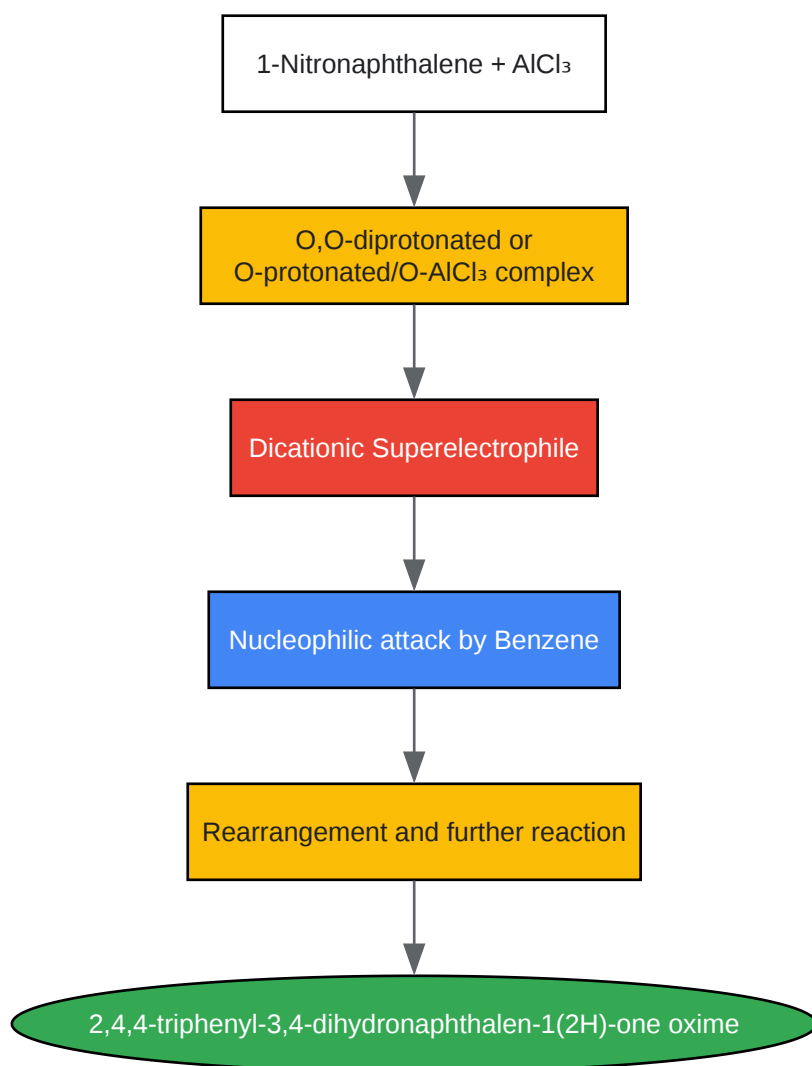 1-Nitronaphthalene + AlCl₃
O,O-diprotonated or
O-protonated/O-AlCl₃ complex
Dicationic Superelectrophile
Nucleophilic attack by Benzene
Rearrangement and further reaction
2,4,4-triphenyl-3,4-dihydronaphthalen-1(2H)-one oxime